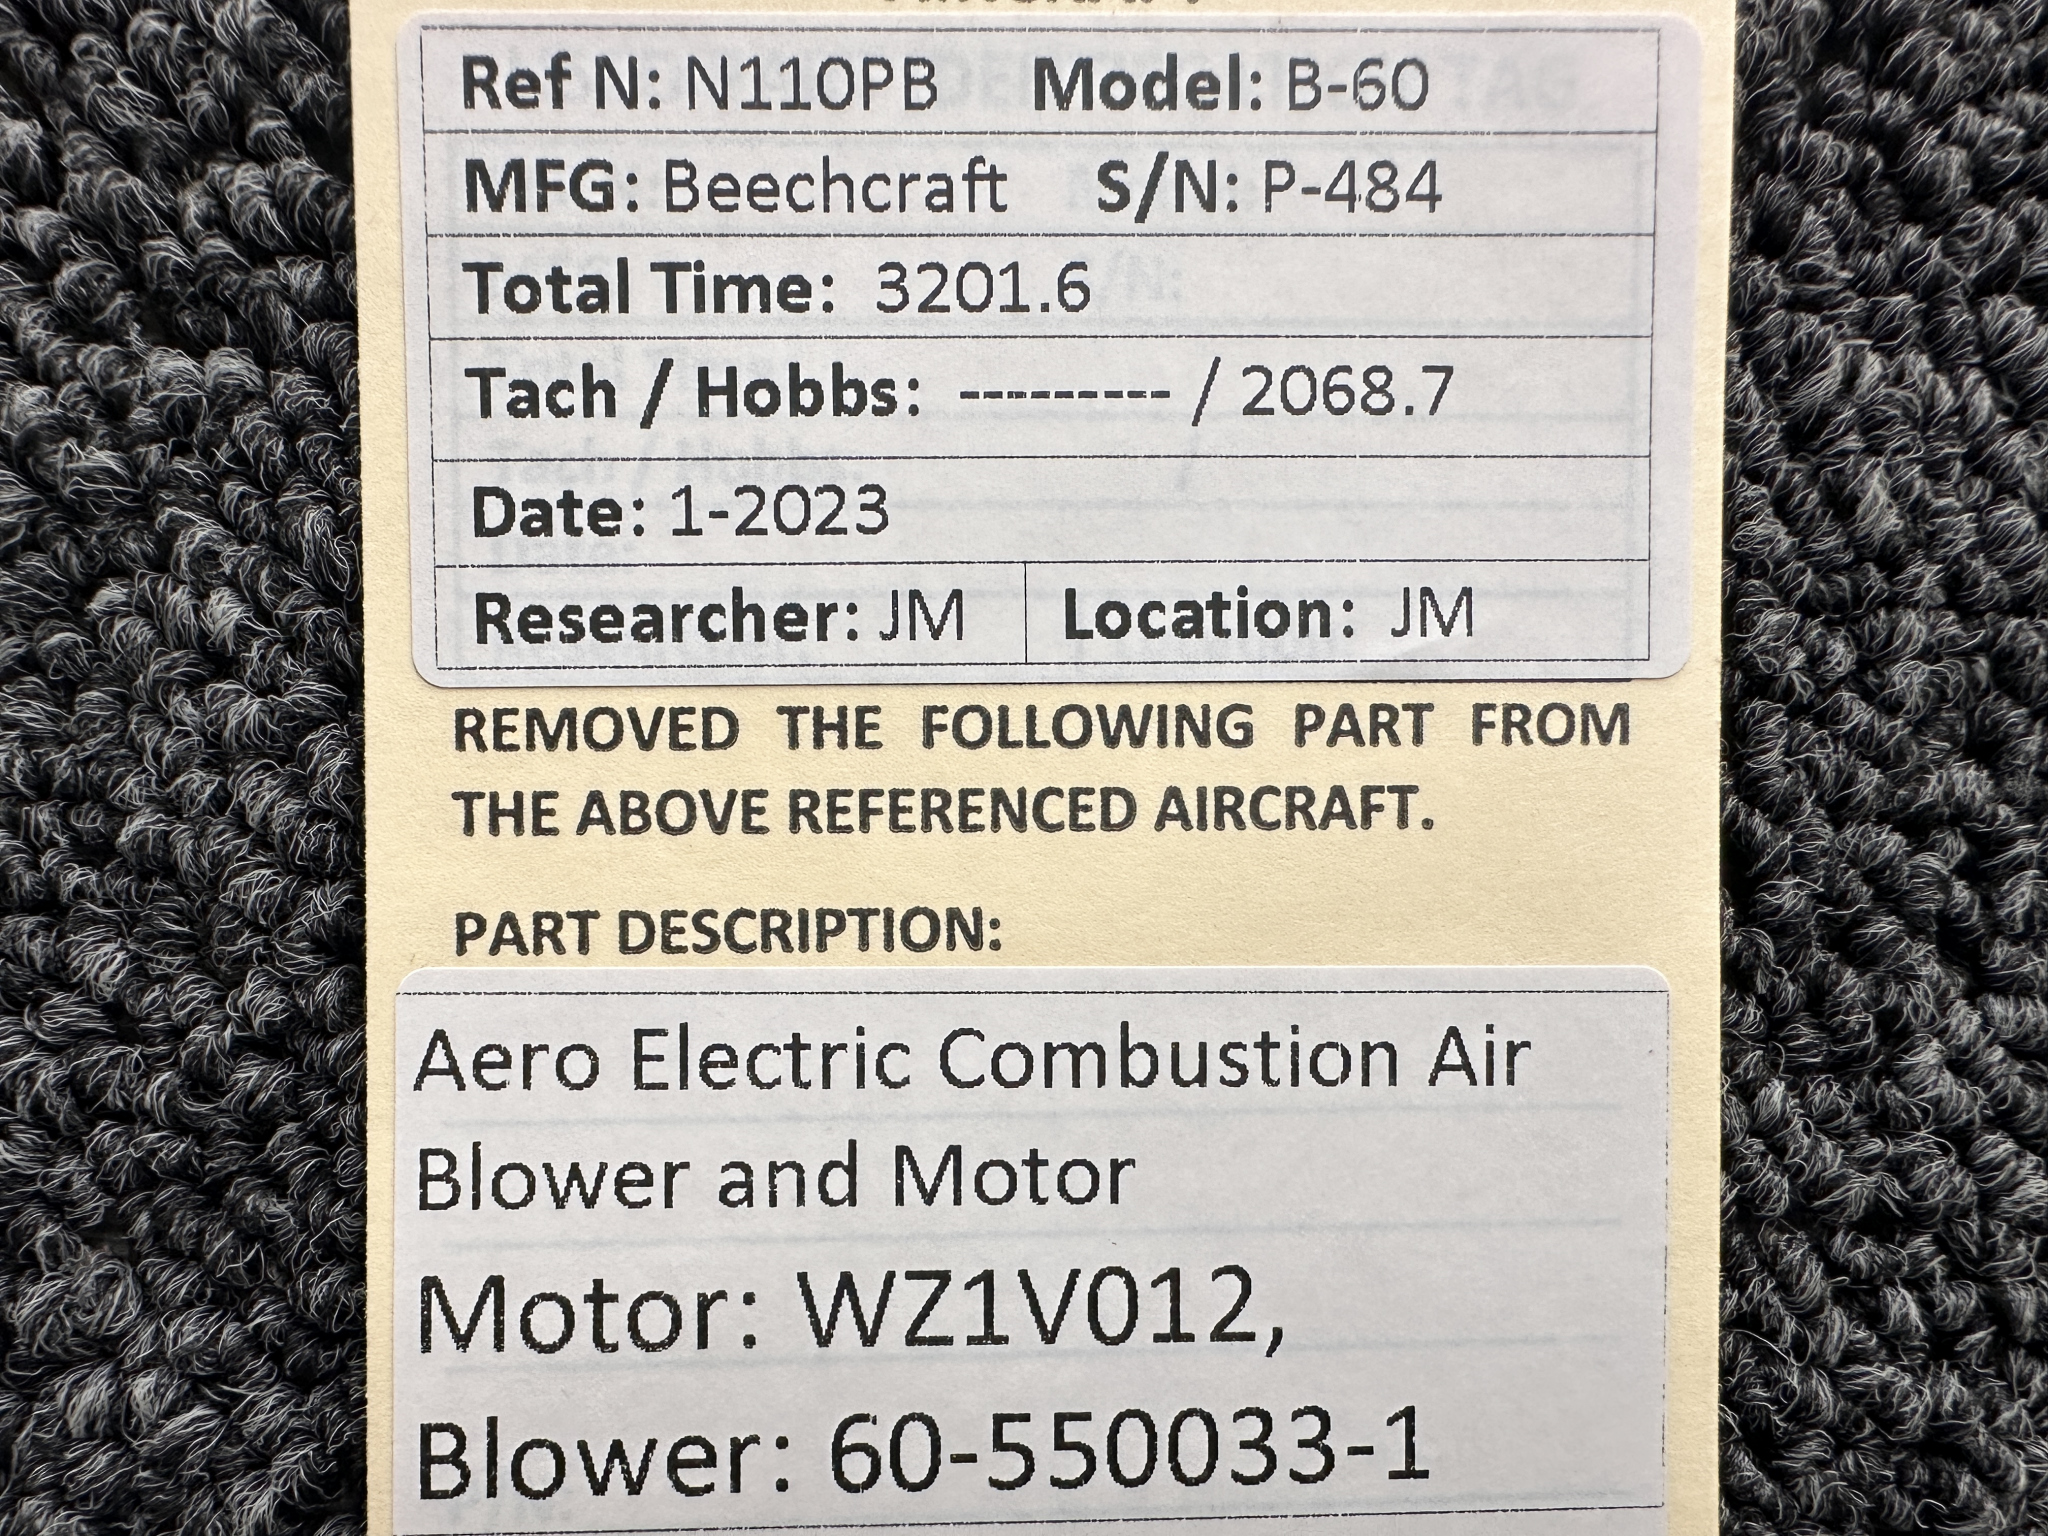 Ref N: N110PB Model: B-60
MFG: Beechcraft S/N: P-484
Total Time: 3201.6
Tach / Hobbs: --------- / 2068.7
Date: 1-2023
Researcher: JM Location: JM
REMOVED THE FOLLOWING PART FROM
THE ABOVE REFERENCED AIRCRAFT.
PART DESCRIPTION:
Aero Electric Combustion Air
Blower and Motor
Motor: WZ1V012,
Blower: 60-550033-1